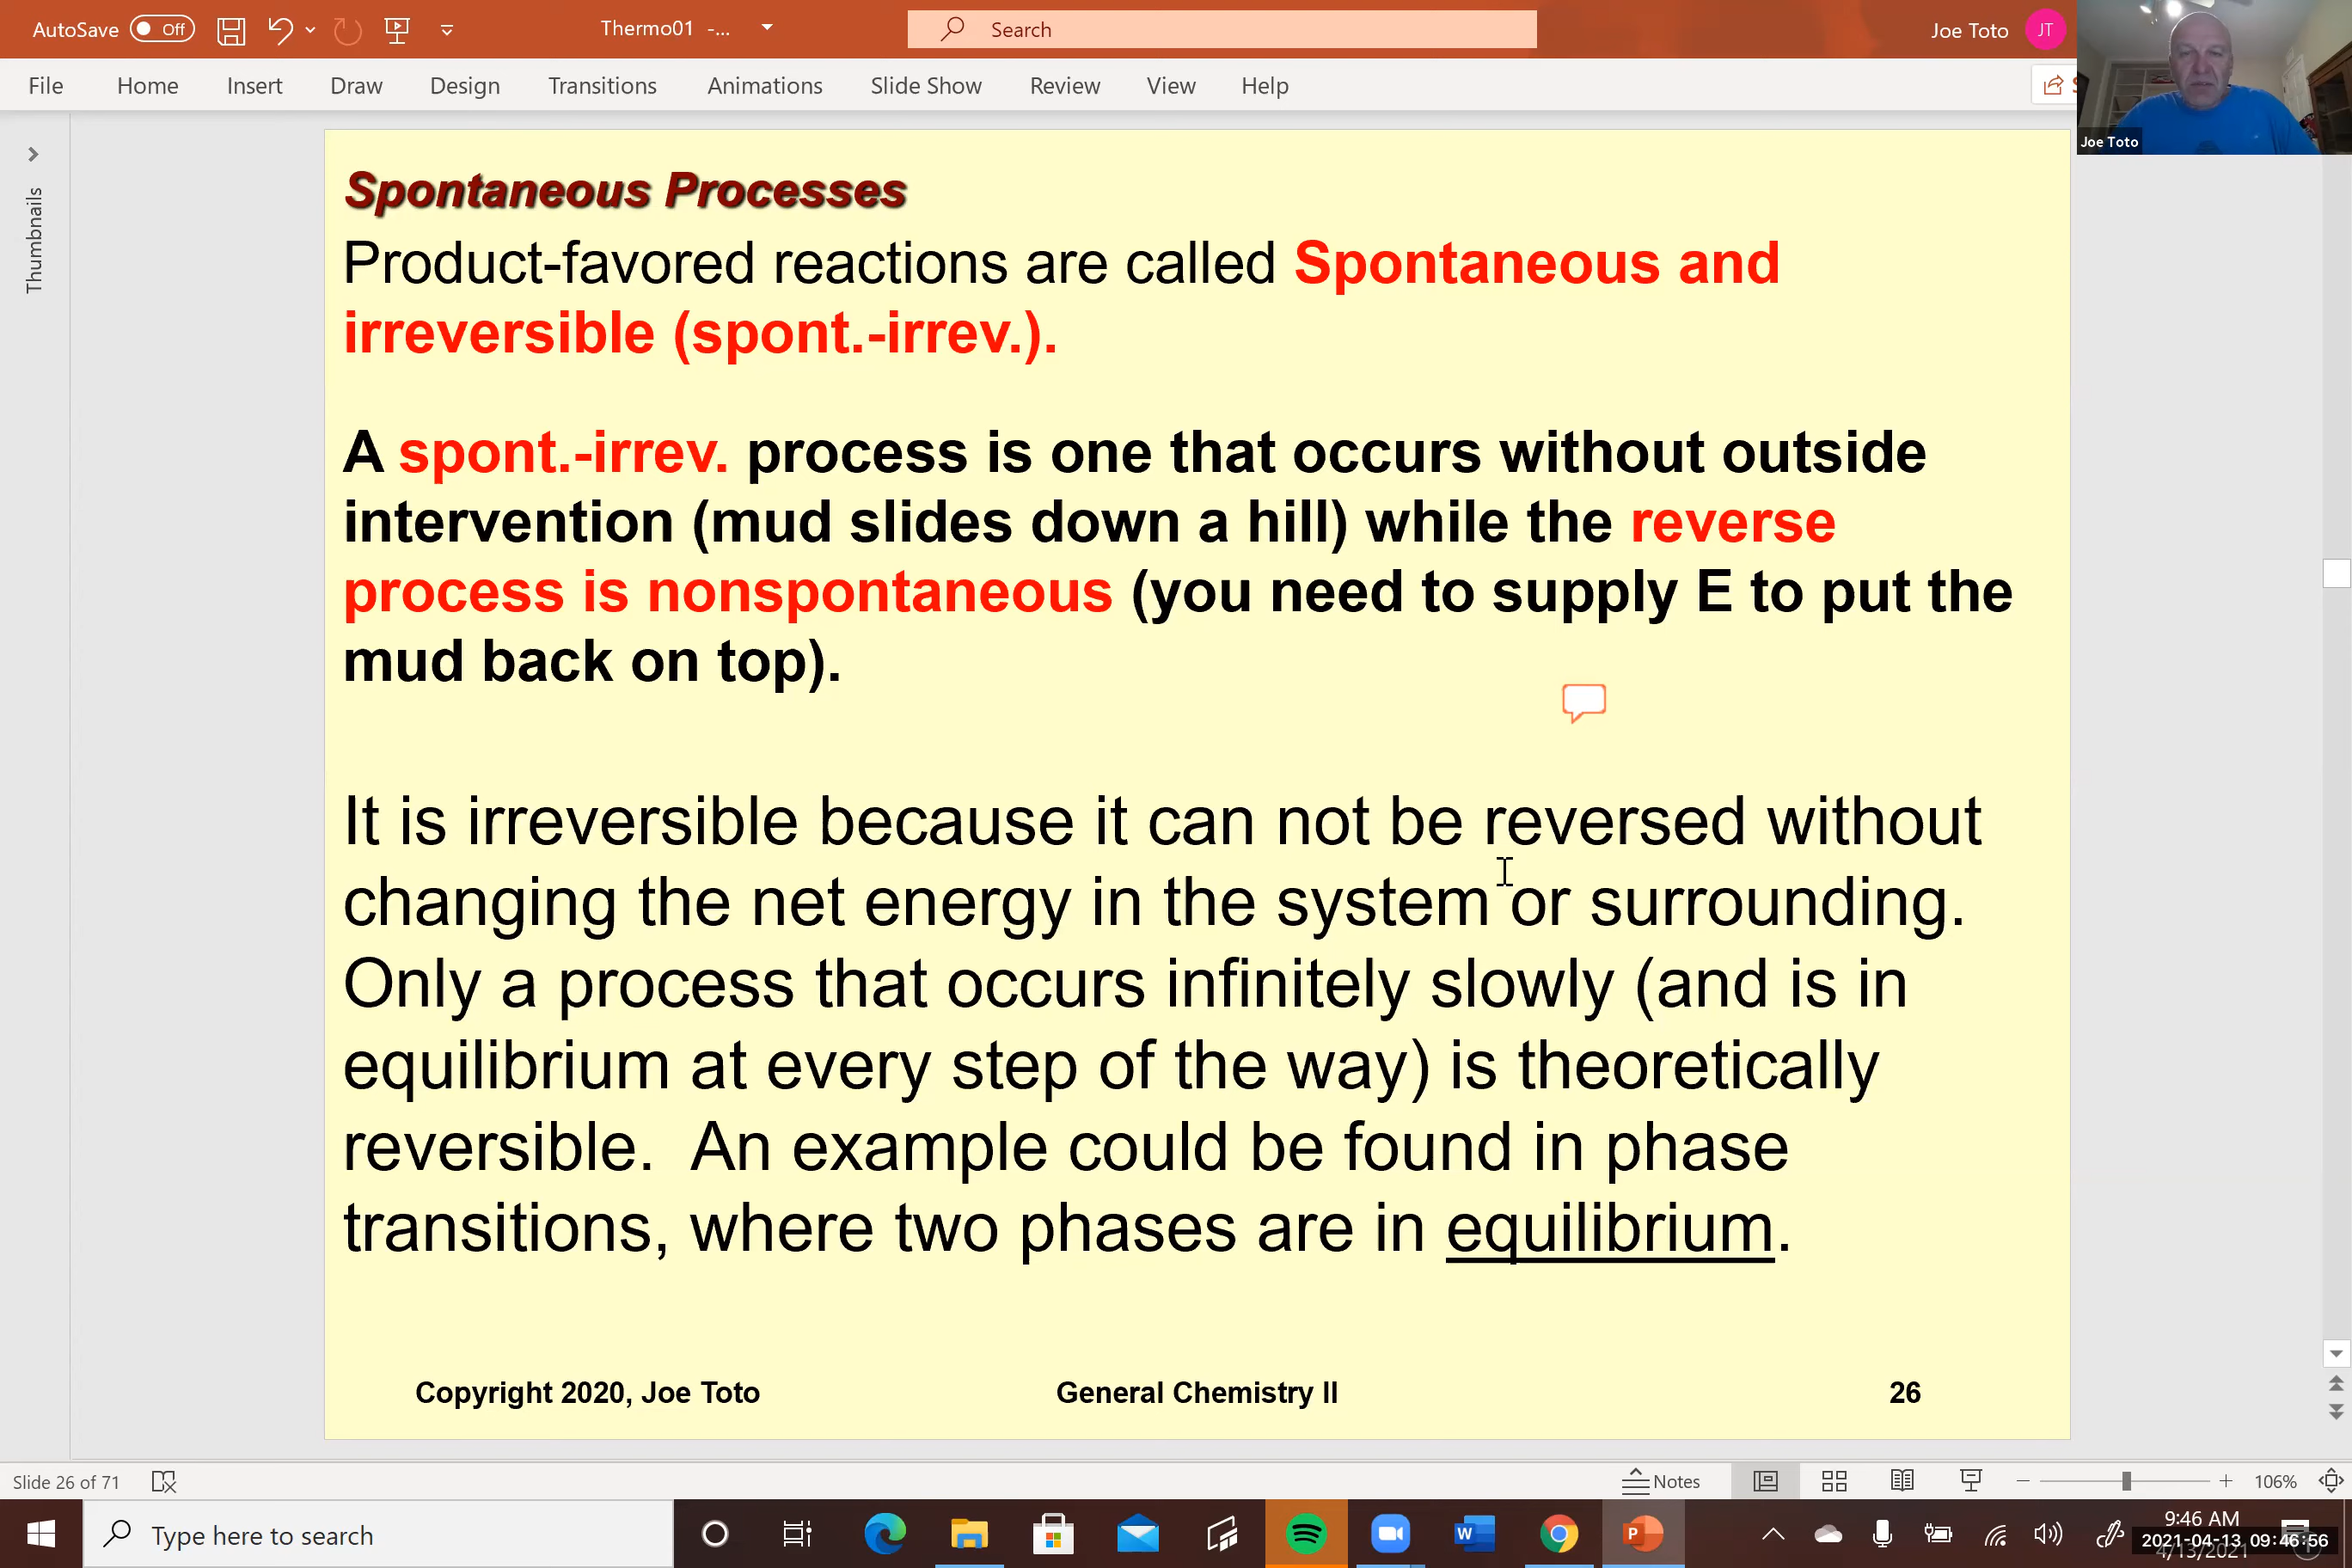 AutoSave Off Thermo01 -... Search Joe Toto JT
File Home Insert Draw Design Transitions Animations Slide Show Review View Help
Joe Toto
Thumbnails
Spontaneous Processes
Product-favored reactions are called Spontaneous and
irreversible (spont.-irrev.).
A spont.-irrev. process is one that occurs without outside
intervention (mud slides down a hill) while the reverse
process is nonspontaneous (you need to supply E to put the
mud back on top).
It is irreversible because it can not be reversed without
changing the net energy in the system or surrounding.
Only a process that occurs infinitely slowly (and is in
equilibrium at every step of the way) is theoretically
reversible. An example could be found in phase
transitions, where two phases are in equilibrium.
Copyright 2020, Joe Toto General Chemistry II 26
Slide 26 of 71 Notes 106%
Type here to search W P 9:46 AM
2021-04-13 09:46:56
4/13/2021